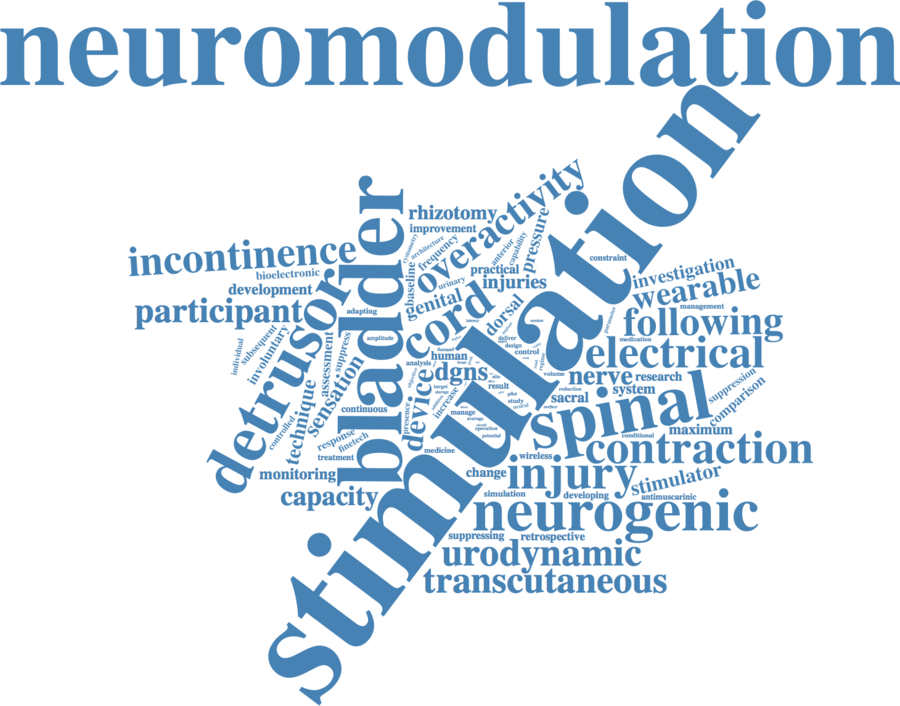 neuromodulation
stimulation
bladder
detrusor
overactivity
cord
spinal
injury
neurogenic
electrical
contraction
following
incontinence
participant
wearable
urodynamic
transcutaneous
capacity
device
dgns
nerve
sensation
technique
rhizotomy
improvement
genital
injuries
practical
pressure
dorsal
investigation
management
constraint
bioelectronic
development
adapting
monitoring
treatment
response
finetech
continuous
controlled
assessment
suppress
involuntary
subsequent
individual
amplitude
baseline
frequency
architecture
cystometry
urinary
anterior
capability
parameter
medication
human
analysis
control
design
deliver
demand
result
target
increase
presence
manage
average
operation
potential
medicine
change
wireless
simulation
developing
antimuscarinic
stimulator
conditional
maximum
comparison
suppression
research
system
sacral
reduction
volume
pilot
study
suppressing
retrospective